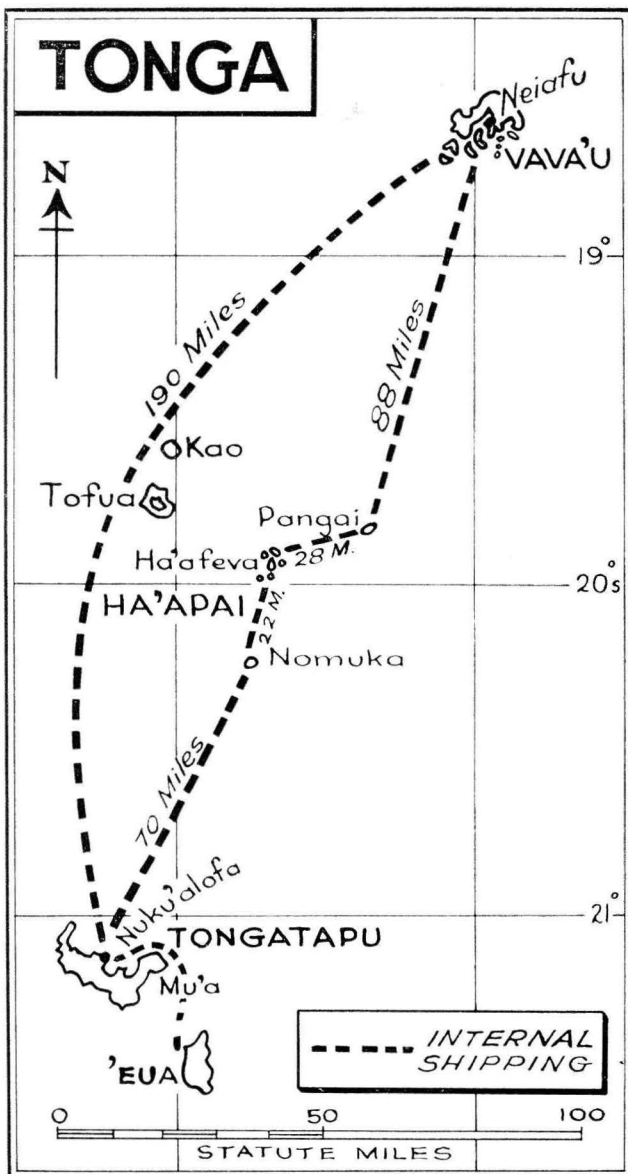 TONGA
N
Neiafu
VAVA'U
19°
190 Miles
88 Miles
Kao
Tofua
Pangai
Ha'afeva
28 M.
20°s
HA'APAI
22 M.
Nomuka
70 Miles
Nuku'alofa
21°
TONGATAPU
Mu'a
'EUA
INTERNAL
SHIPPING
0 50 100
STATUTE MILES